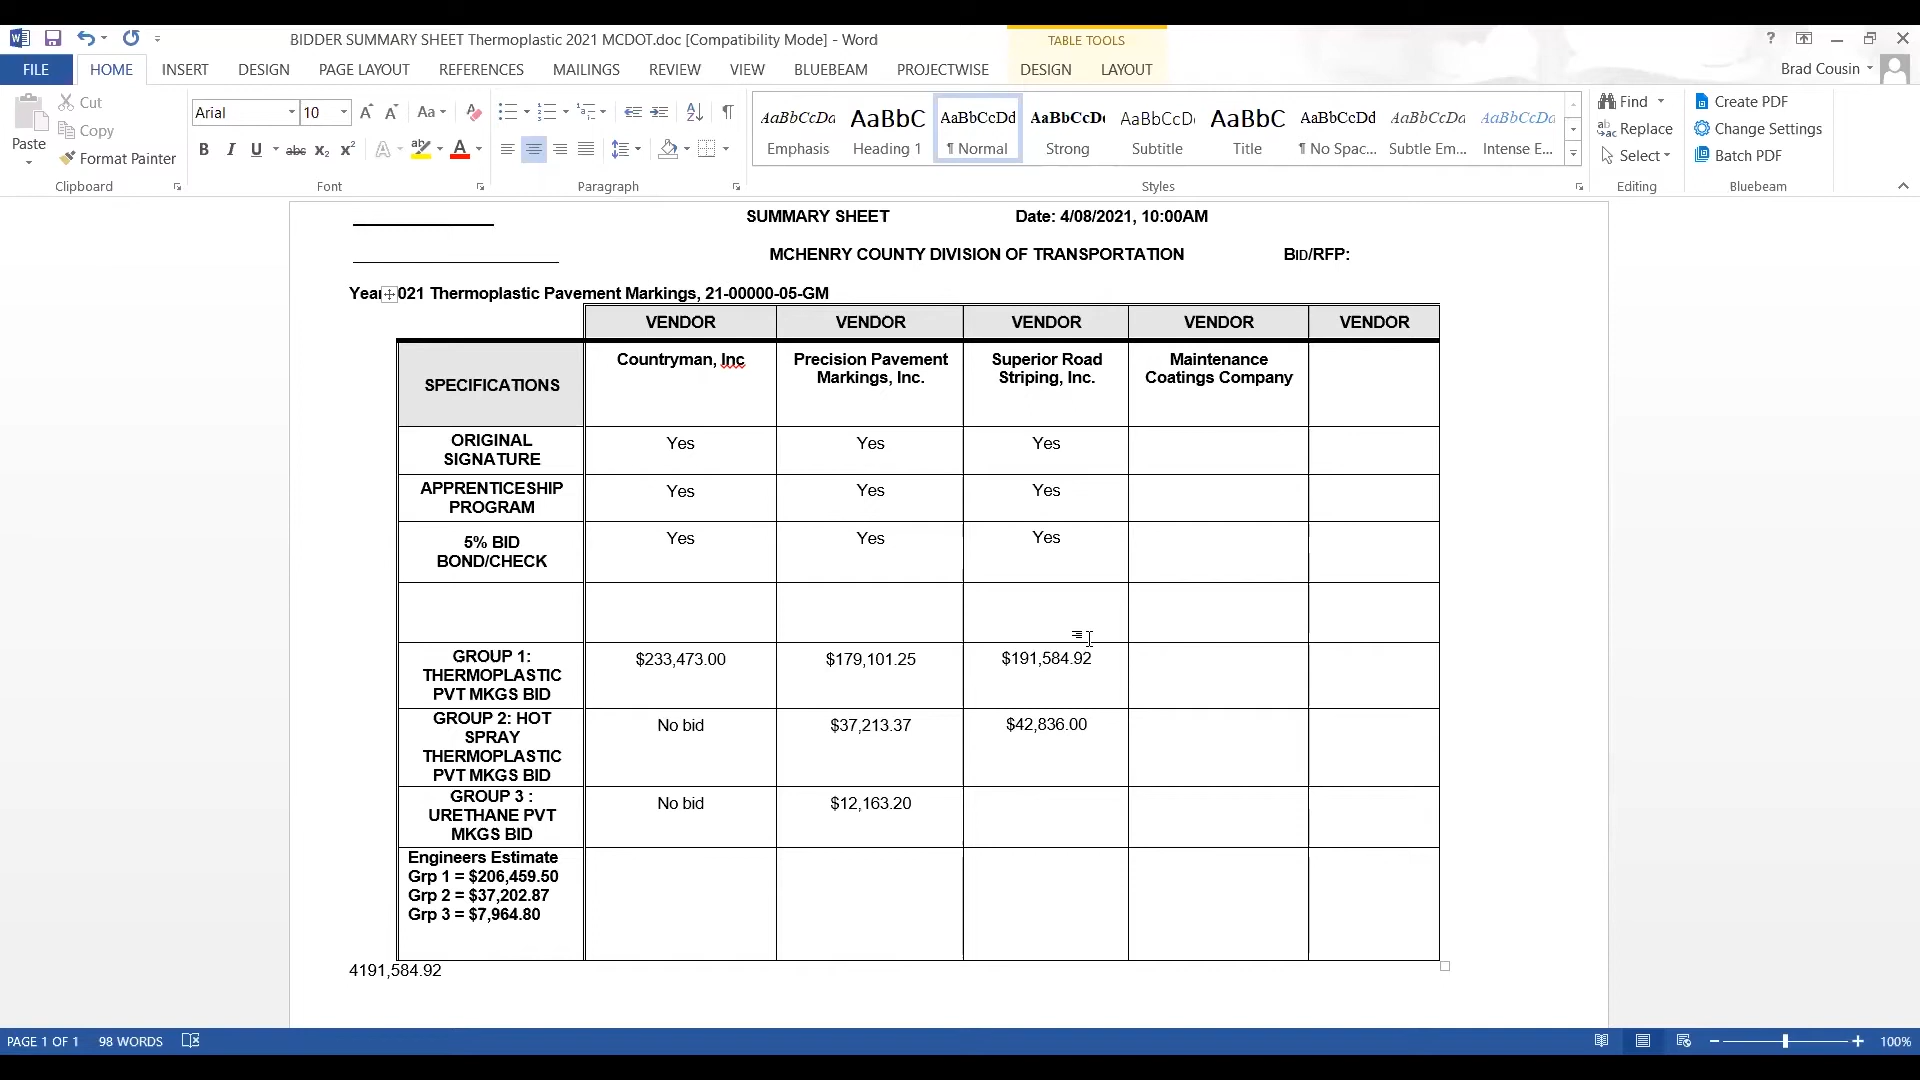 BIDDER SUMMARY SHEET Thermoplastic 2021 MCDOT.doc [Compatibility Mode] - Word
TABLE TOOLS
?
FILE HOME INSERT DESIGN PAGE LAYOUT REFERENCES MAILINGS REVIEW VIEW BLUEBEAM PROJECTWISE DESIGN LAYOUT Brad Cousin
Paste
Cut
Copy
Format Painter
Clipboard
Arial 10
B I U abc X2 X2
Font
Paragraph
AaBbCcDd AaBbC AaBbCcDd AaBbCcDd AaBbCcDd AaBbC AaBbCcDd AaBbCcDd AaBbCcDd
Emphasis Heading 1 ¶ Normal Strong Subtitle Title ¶ No Spac... Subtle Em... Intense E...
Styles
Find
Replace
Select
Editing
Create PDF
Change Settings
Batch PDF
Bluebeam
SUMMARY SHEET Date: 4/08/2021, 10:00AM
MCHENRY COUNTY DIVISION OF TRANSPORTATION BID/RFP:
Year 021 Thermoplastic Pavement Markings, 21-00000-05-GM
VENDOR VENDOR VENDOR VENDOR VENDOR
SPECIFICATIONS
Countryman, Inc
Precision Pavement
Markings, Inc.
Superior Road
Striping, Inc.
Maintenance
Coatings Company
ORIGINAL
SIGNATURE
Yes Yes Yes
APPRENTICESHIP
PROGRAM
Yes Yes Yes
5% BID
BOND/CHECK
Yes Yes Yes
GROUP 1:
THERMOPLASTIC
PVT MKGS BID
$233,473.00 $179,101.25 $191,584.92
GROUP 2: HOT
SPRAY
THERMOPLASTIC
PVT MKGS BID
No bid $37,213.37 $42,836.00
GROUP 3 :
URETHANE PVT
MKGS BID
No bid $12,163.20
Engineers Estimate
Grp 1 = $206,459.50
Grp 2 = $37,202.87
Grp 3 = $7,964.80
4191,584.92
PAGE 1 OF 1 98 WORDS 100%